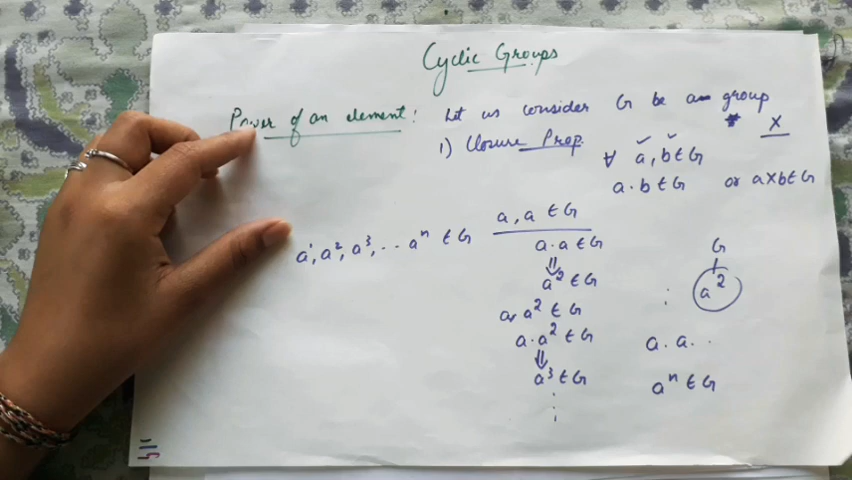 Cyclic Groups
Power of an element: Let us consider G be a group
* X
1) Closure Prop.
∀ a, b ∈ G
a.b ∈ G or a×b ∈ G
a, a ∈ G
a¹, a², a³, .. aⁿ ∈ G
a.a ∈ G
G
⇓
a² ∈ G
a²
a, a² ∈ G
a.a² ∈ G
a.a. ..
⇓
a³ ∈ G
aⁿ ∈ G